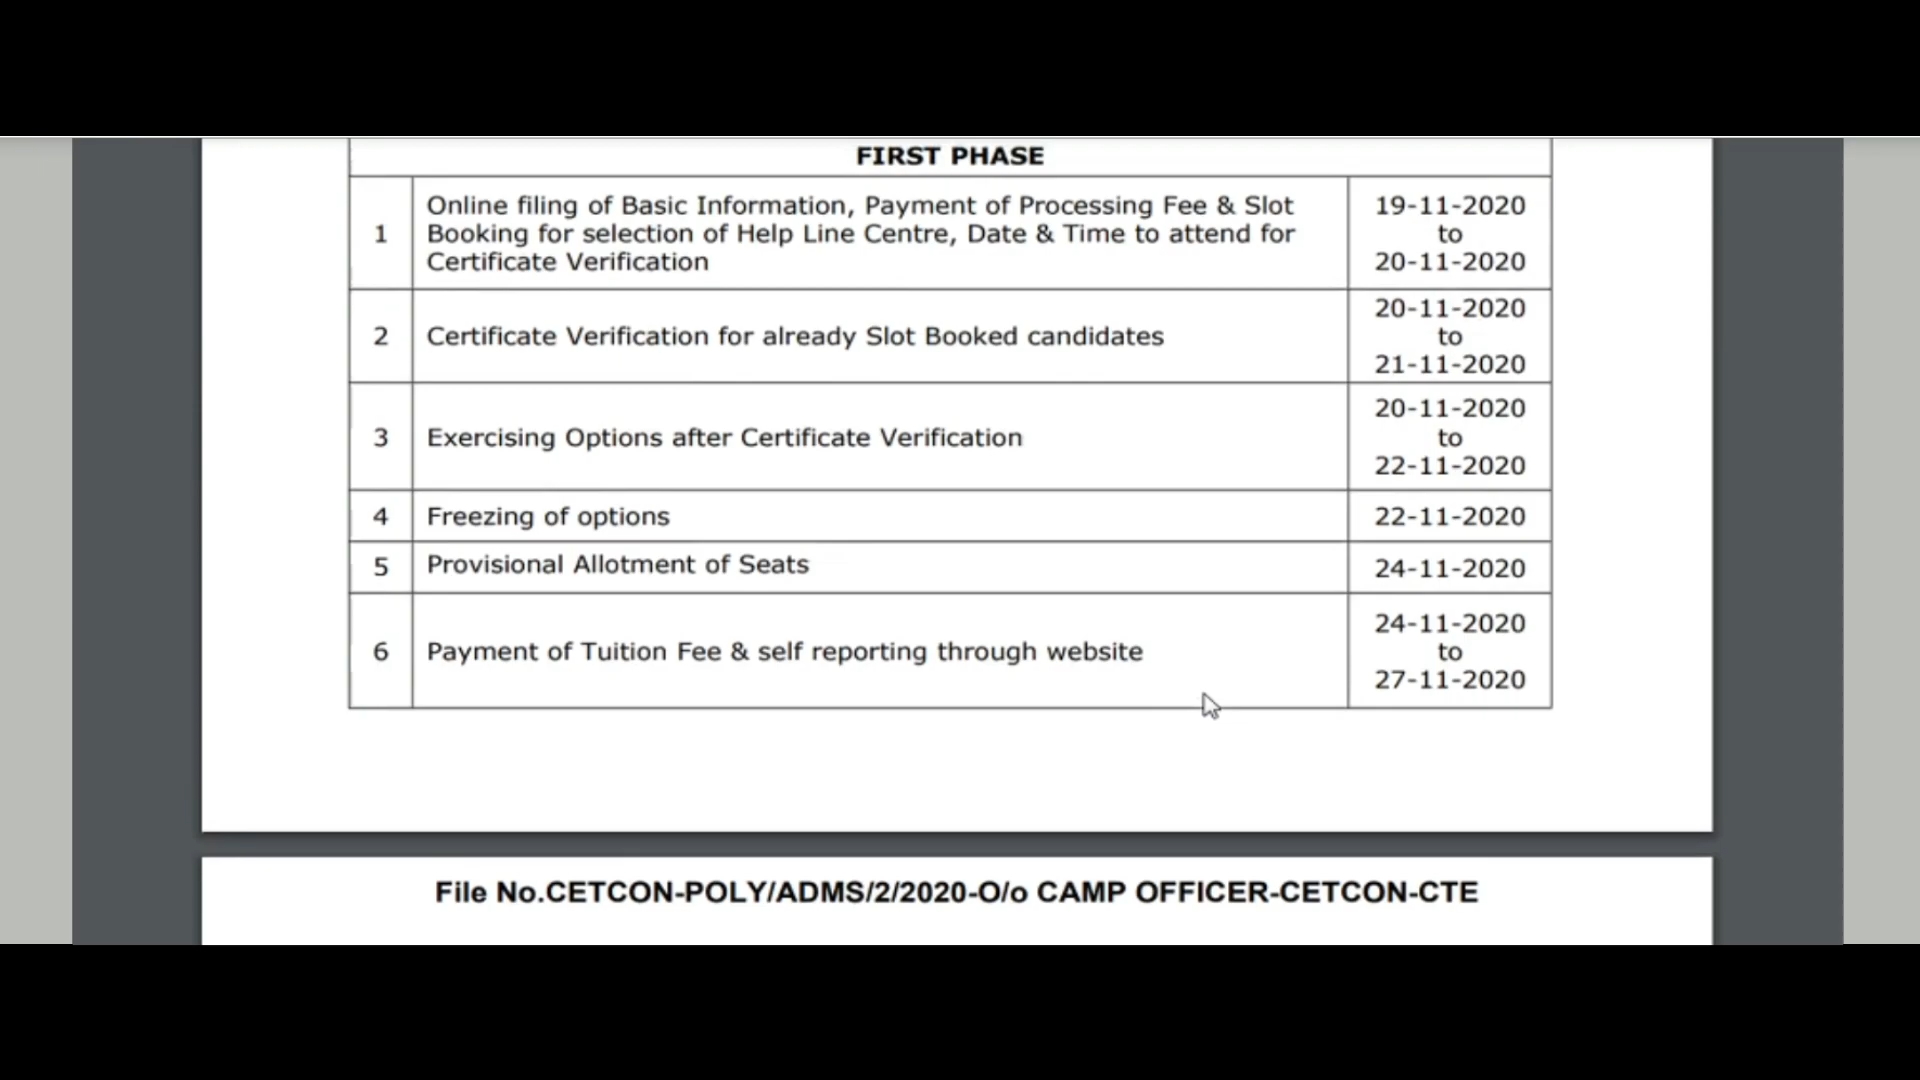 FIRST PHASE
1
Online filing of Basic Information, Payment of Processing Fee & Slot
Booking for selection of Help Line Centre, Date & Time to attend for
Certificate Verification
19-11-2020
to
20-11-2020
2
Certificate Verification for already Slot Booked candidates
20-11-2020
to
21-11-2020
3
Exercising Options after Certificate Verification
20-11-2020
to
22-11-2020
4
Freezing of options
22-11-2020
5
Provisional Allotment of Seats
24-11-2020
6
Payment of Tuition Fee & self reporting through website
24-11-2020
to
27-11-2020
File No.CETCON-POLY/ADMS/2/2020-O/o CAMP OFFICER-CETCON-CTE